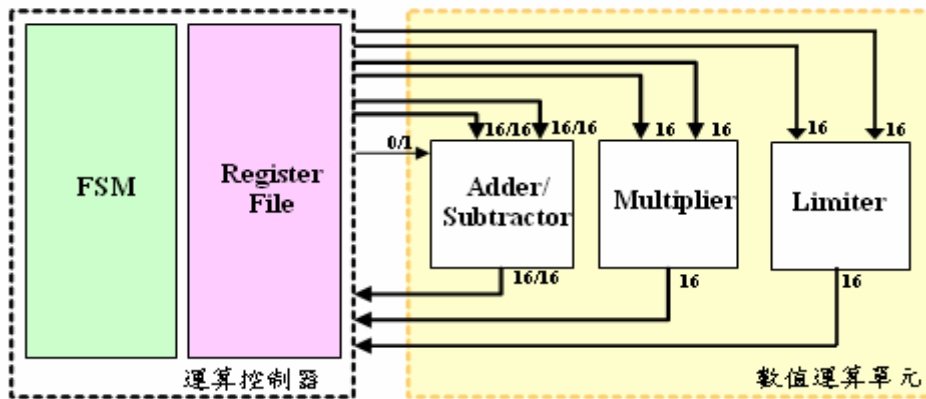 16/16
16/16
16
16
16
16
0/1
FSM
Register
File
Adder/
Subtractor
Multiplier
Limiter
16/16
16
16
運算控制器
數值運算單元